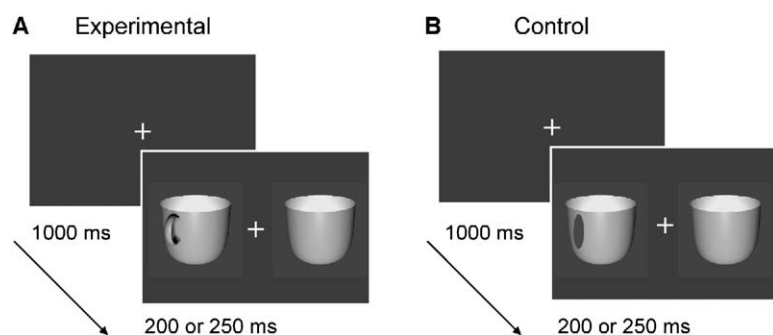 A Experimental
1000 ms
200 or 250 ms
B Control
1000 ms
200 or 250 ms